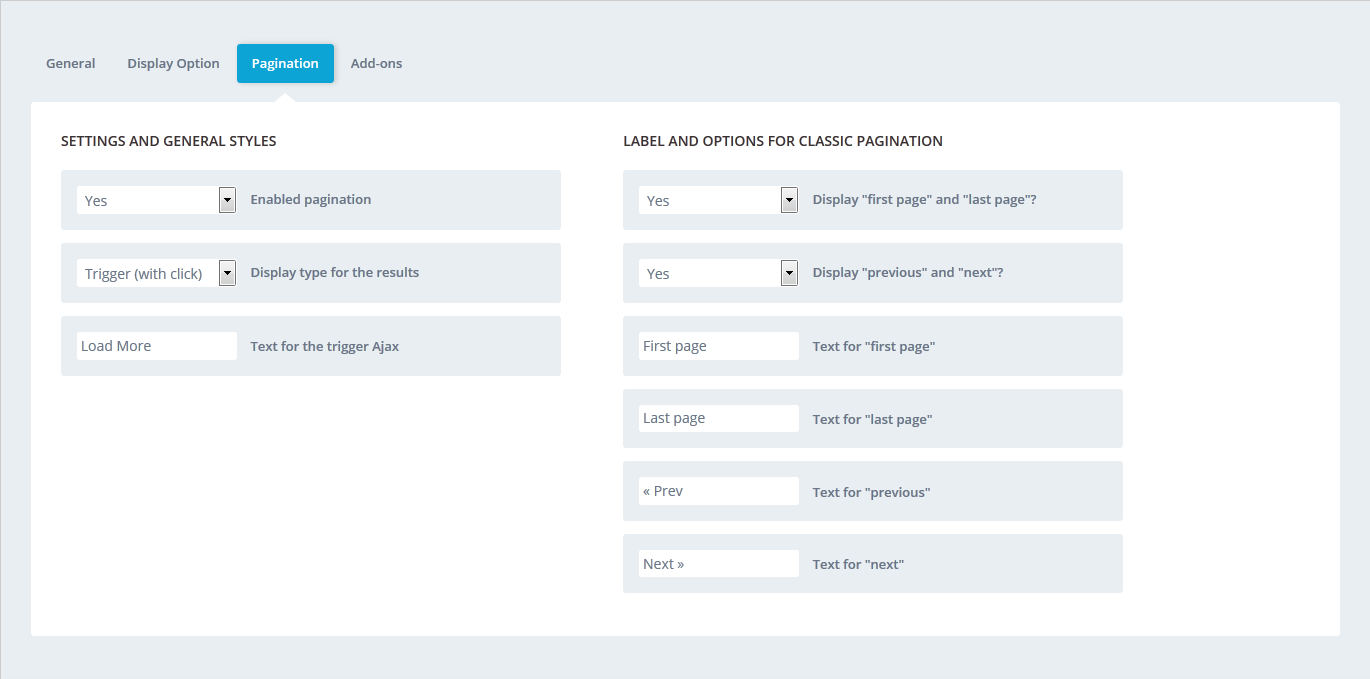 General
Display Option
Pagination
Add-ons
SETTINGS AND GENERAL STYLES
Yes
Enabled pagination
Trigger (with click)
Display type for the results
Load More
Text for the trigger Ajax
LABEL AND OPTIONS FOR CLASSIC PAGINATION
Yes
Display "first page" and "last page"?
Yes
Display "previous" and "next"?
First page
Text for "first page"
Last page
Text for "last page"
« Prev
Text for "previous"
Next »
Text for "next"